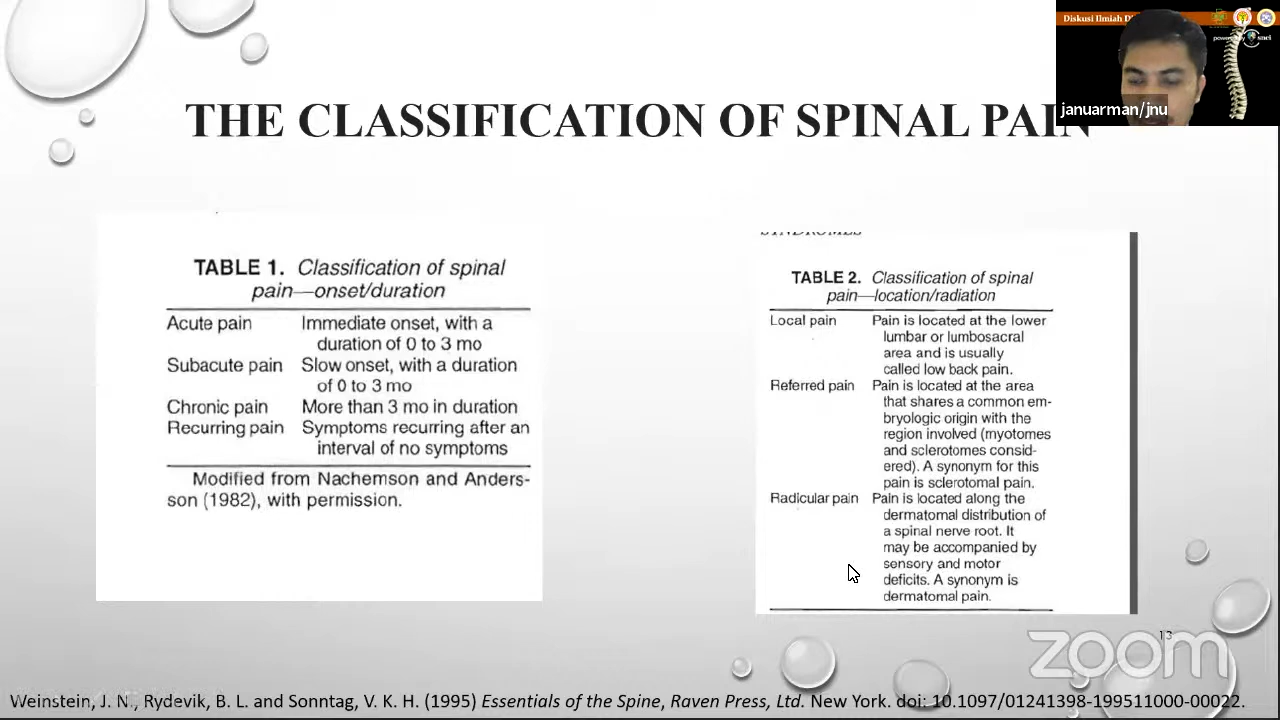 Diskusi Ilmiah
powered by
januarman/jnu
THE CLASSIFICATION OF SPINAL PAIN
TABLE 1. Classification of spinal
pain—onset/duration
Acute pain Immediate onset, with a
duration of 0 to 3 mo
Subacute pain Slow onset, with a duration
of 0 to 3 mo
Chronic pain More than 3 mo in duration
Recurring pain Symptoms recurring after an
interval of no symptoms
Modified from Nachemson and Anders-
son (1982), with permission.
SYNDROMES
TABLE 2. Classification of spinal
pain—location/radiation
Local pain Pain is located at the lower
lumbar or lumbosacral
area and is usually
called low back pain.
Referred pain Pain is located at the area
that shares a common em-
bryologic origin with the
region involved (myotomes
and sclerotomes consid-
ered). A synonym for this
pain is sclerotomal pain.
Radicular pain Pain is located along the
dermatomal distribution of
a spinal nerve root. It
may be accompanied by
sensory and motor
deficits. A synonym is
dermatomal pain.
13
zoom
Weinstein, J. N., Rydevik, B. L. and Sonntag, V. K. H. (1995) Essentials of the Spine, Raven Press, Ltd. New York. doi: 10.1097/01241398-199511000-00022.